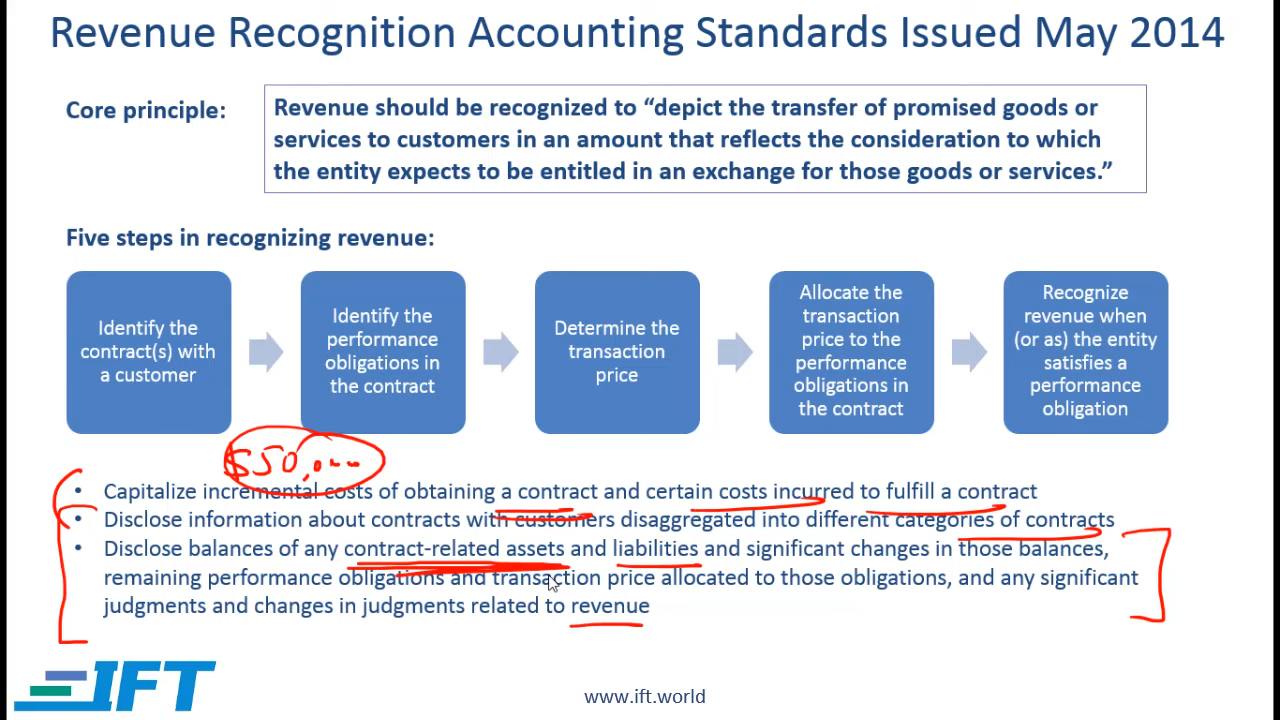 Revenue Recognition Accounting Standards Issued May 2014
Core principle:
Revenue should be recognized to “depict the transfer of promised goods or
services to customers in an amount that reflects the consideration to which
the entity expects to be entitled in an exchange for those goods or services.”
Five steps in recognizing revenue:
Identify the
contract(s) with
a customer
Identify the
performance
obligations in
the contract
Determine the
transaction
price
Allocate the
transaction
price to the
performance
obligations in
the contract
Recognize
revenue when
(or as) the entity
satisfies a
performance
obligation
$50,000
• Capitalize incremental costs of obtaining a contract and certain costs incurred to fulfill a contract
• Disclose information about contracts with customers disaggregated into different categories of contracts
• Disclose balances of any contract-related assets and liabilities and significant changes in those balances,
remaining performance obligations and transaction price allocated to those obligations, and any significant
judgments and changes in judgments related to revenue
IFT
www.ift.world